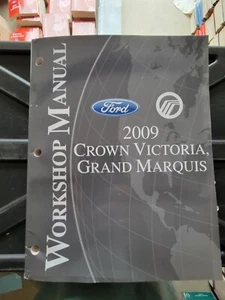 WORKSHOP MANUAL
Ford
2009
CROWN VICTORIA,
GRAND MARQUIS